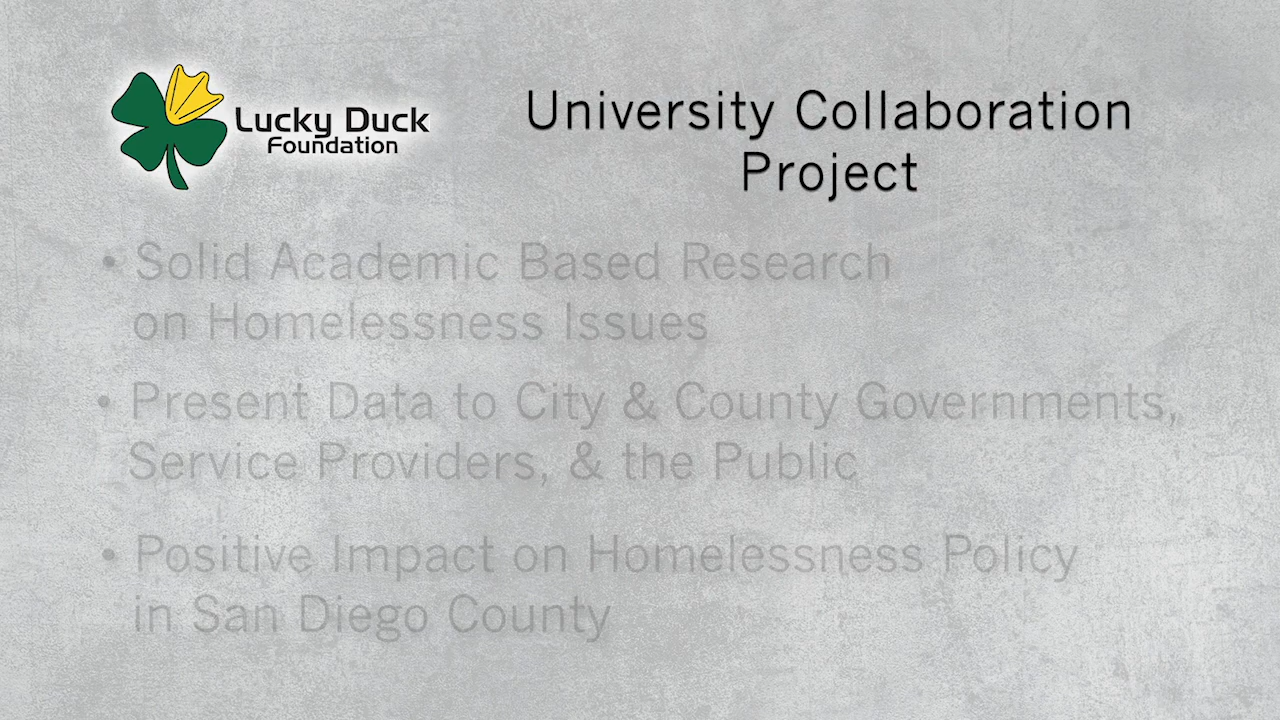 Lucky Duck
Foundation
University Collaboration
Project
• Solid Academic Based Research
on Homelessness Issues
• Present Data to City & County Governments,
Service Providers, & the Public
• Positive Impact on Homelessness Policy
in San Diego County